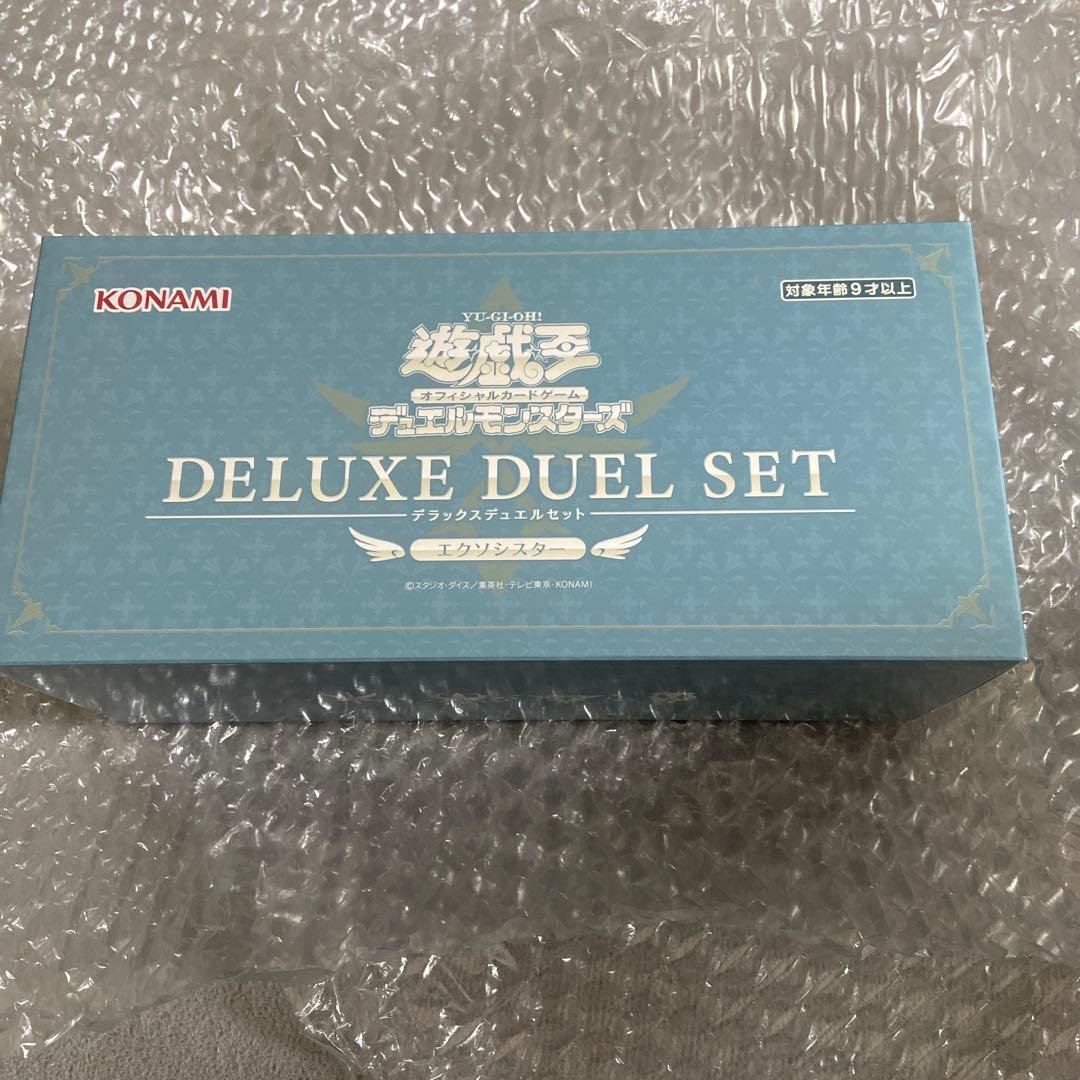 KONAMI
対象年齢9才以上
YU-GI-OH!
遊戯王
オフィシャルカードゲーム
デュエルモンスターズ
DELUXE DUEL SET
デラックスデュエルセット
エクソシスター
©スタジオ・ダイス/集英社・テレビ東京・KONAMI